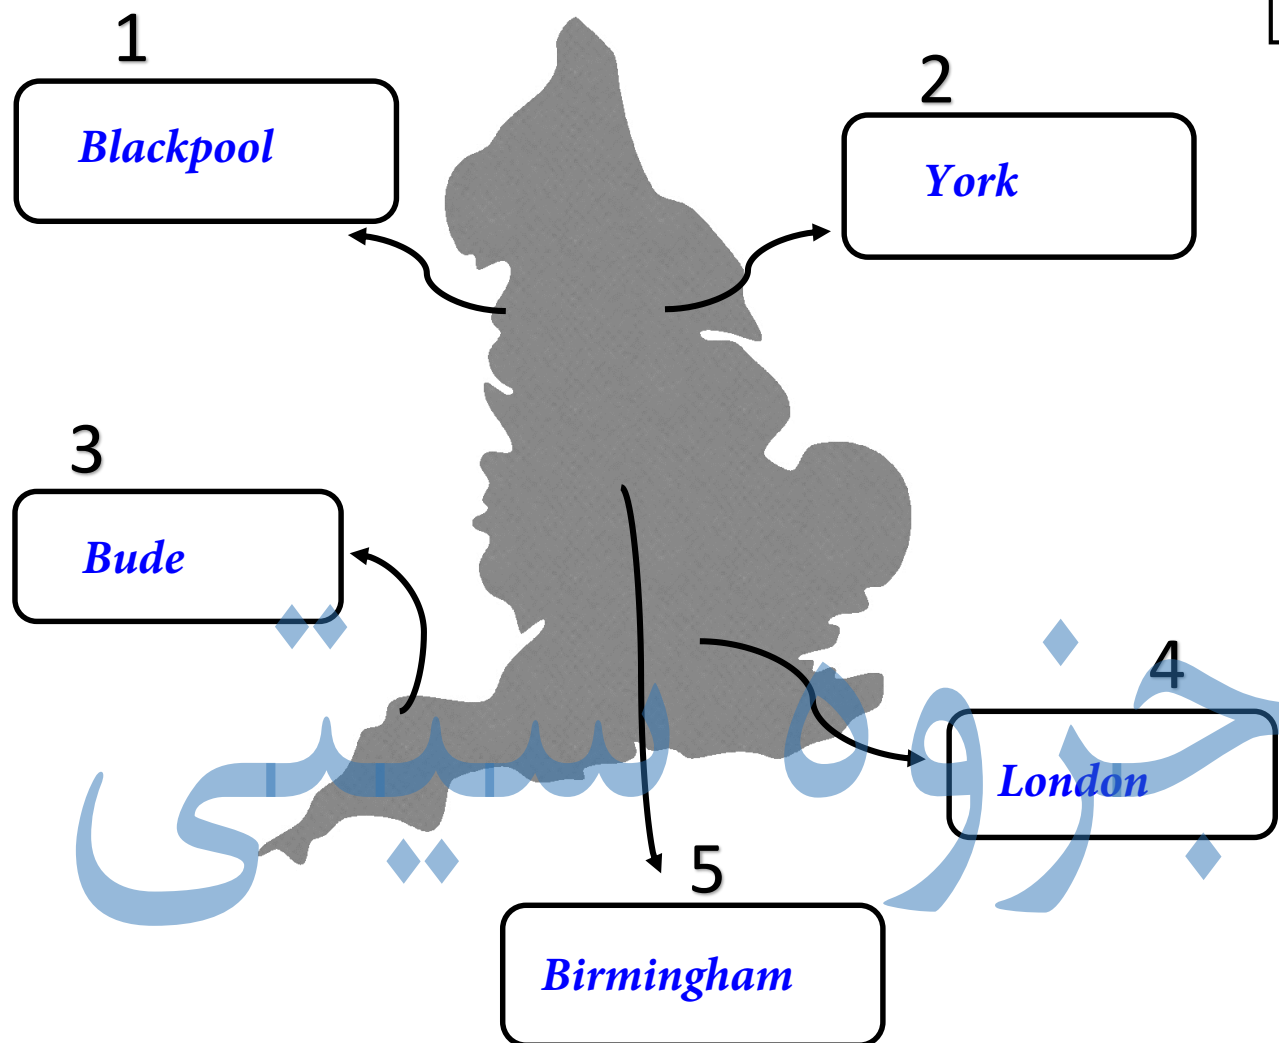 1
Blackpool
2
York
3
Bude
4
London
5
Birmingham
جزوه سیتی